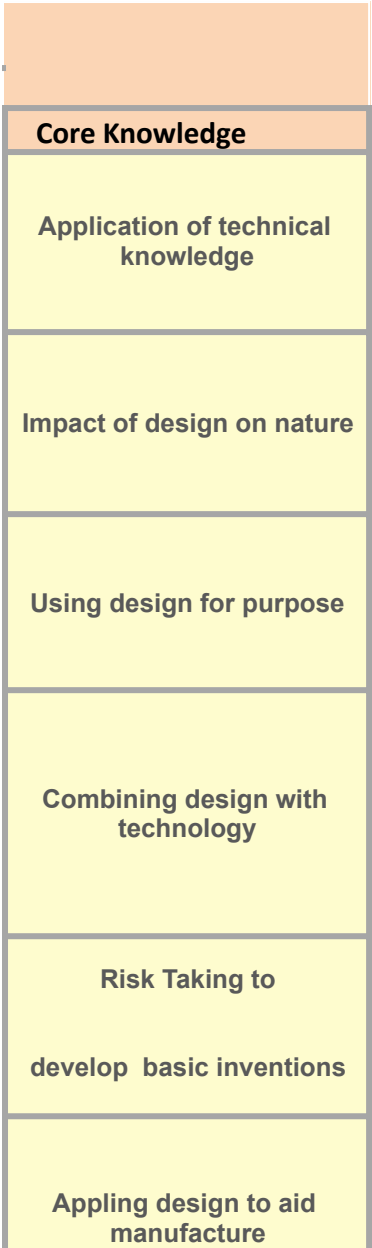 Core Knowledge
Application of technical
knowledge
Impact of design on nature
Using design for purpose
Combining design with
technology
Risk Taking to
develop basic inventions
Appling design to aid
manufacture